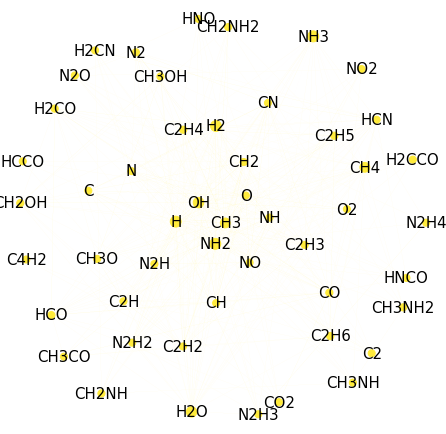 HNO
CH2NH2
NH3
H2CN
N2
NO2
N2O
CH3OH
CN
H2CO
HCN
C2H4
H2
C2H5
HCCO
CH2
H2CCO
N
CH4
C
O
CH2OH
OH
O2
H
CH3
NH
N2H4
NH2
C2H3
C4H2
CH3O
N2H
NO
HNCO
CO
C2H
CH
CH3NH2
HCO
C2H6
N2H2
C2H2
C2
CH3CO
CH3NH
CH2NH
CO2
H2O
N2H3